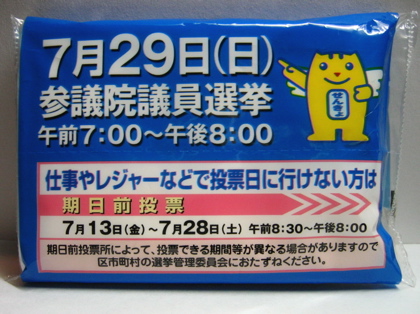 7月29日(日)
参議院議員選挙
午前7:00〜午後8:00
せんきょ
仕事やレジャーなどで投票日に行けない方は
期日前投票
7月13日(金)〜7月28日(土) 午前8:30〜午後8:00
期日前投票所によって、投票できる期間等が異なる場合がありますので
区市町村の選挙管理委員会におたずねください。